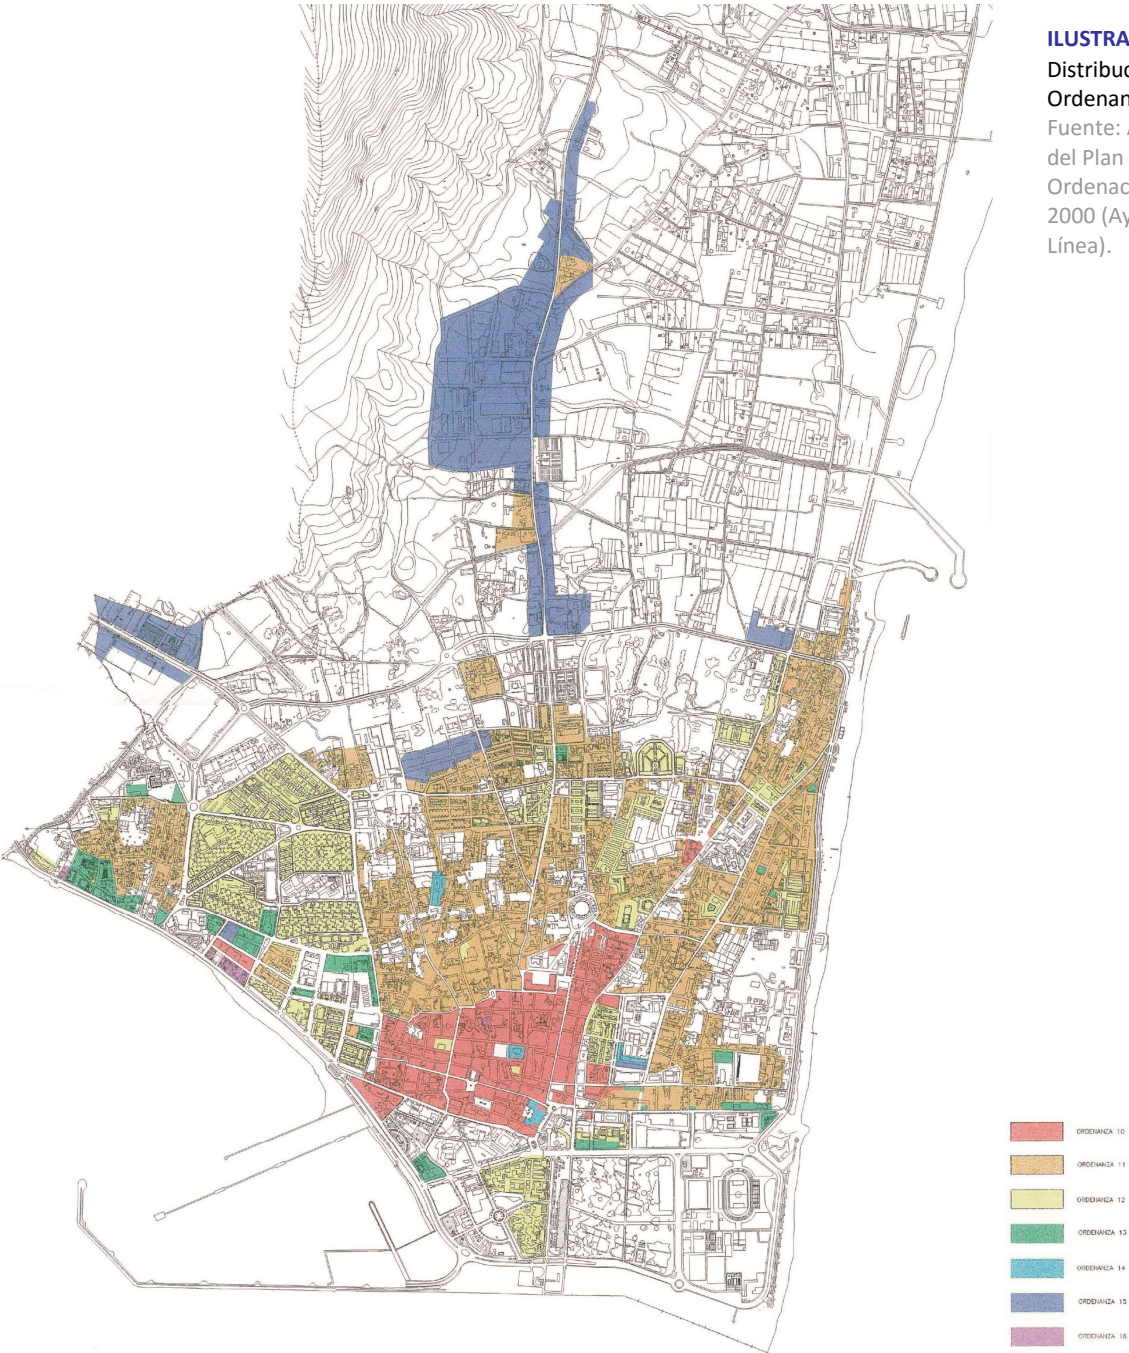 ILUSTRA
Distribuc
Ordenan
Fuente: A
del Plan
Ordenac
2000 (Ay
Línea).
ORDENANZA 10
ORDENANZA 11
ORDENANZA 12
ORDENANZA 13
ORDENANZA 14
ORDENANZA 15
ORDENANZA 16